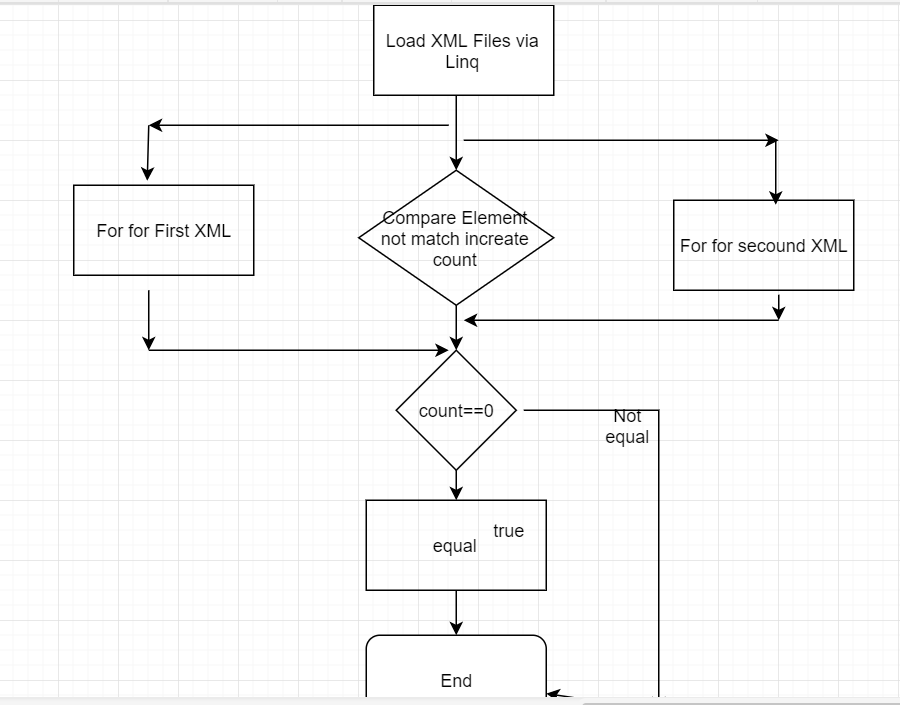 Load XML Files via
Linq
For for First XML
Compare Element
not match increate
count
For for secound XML
count==0
Not
equal
true
equal
End